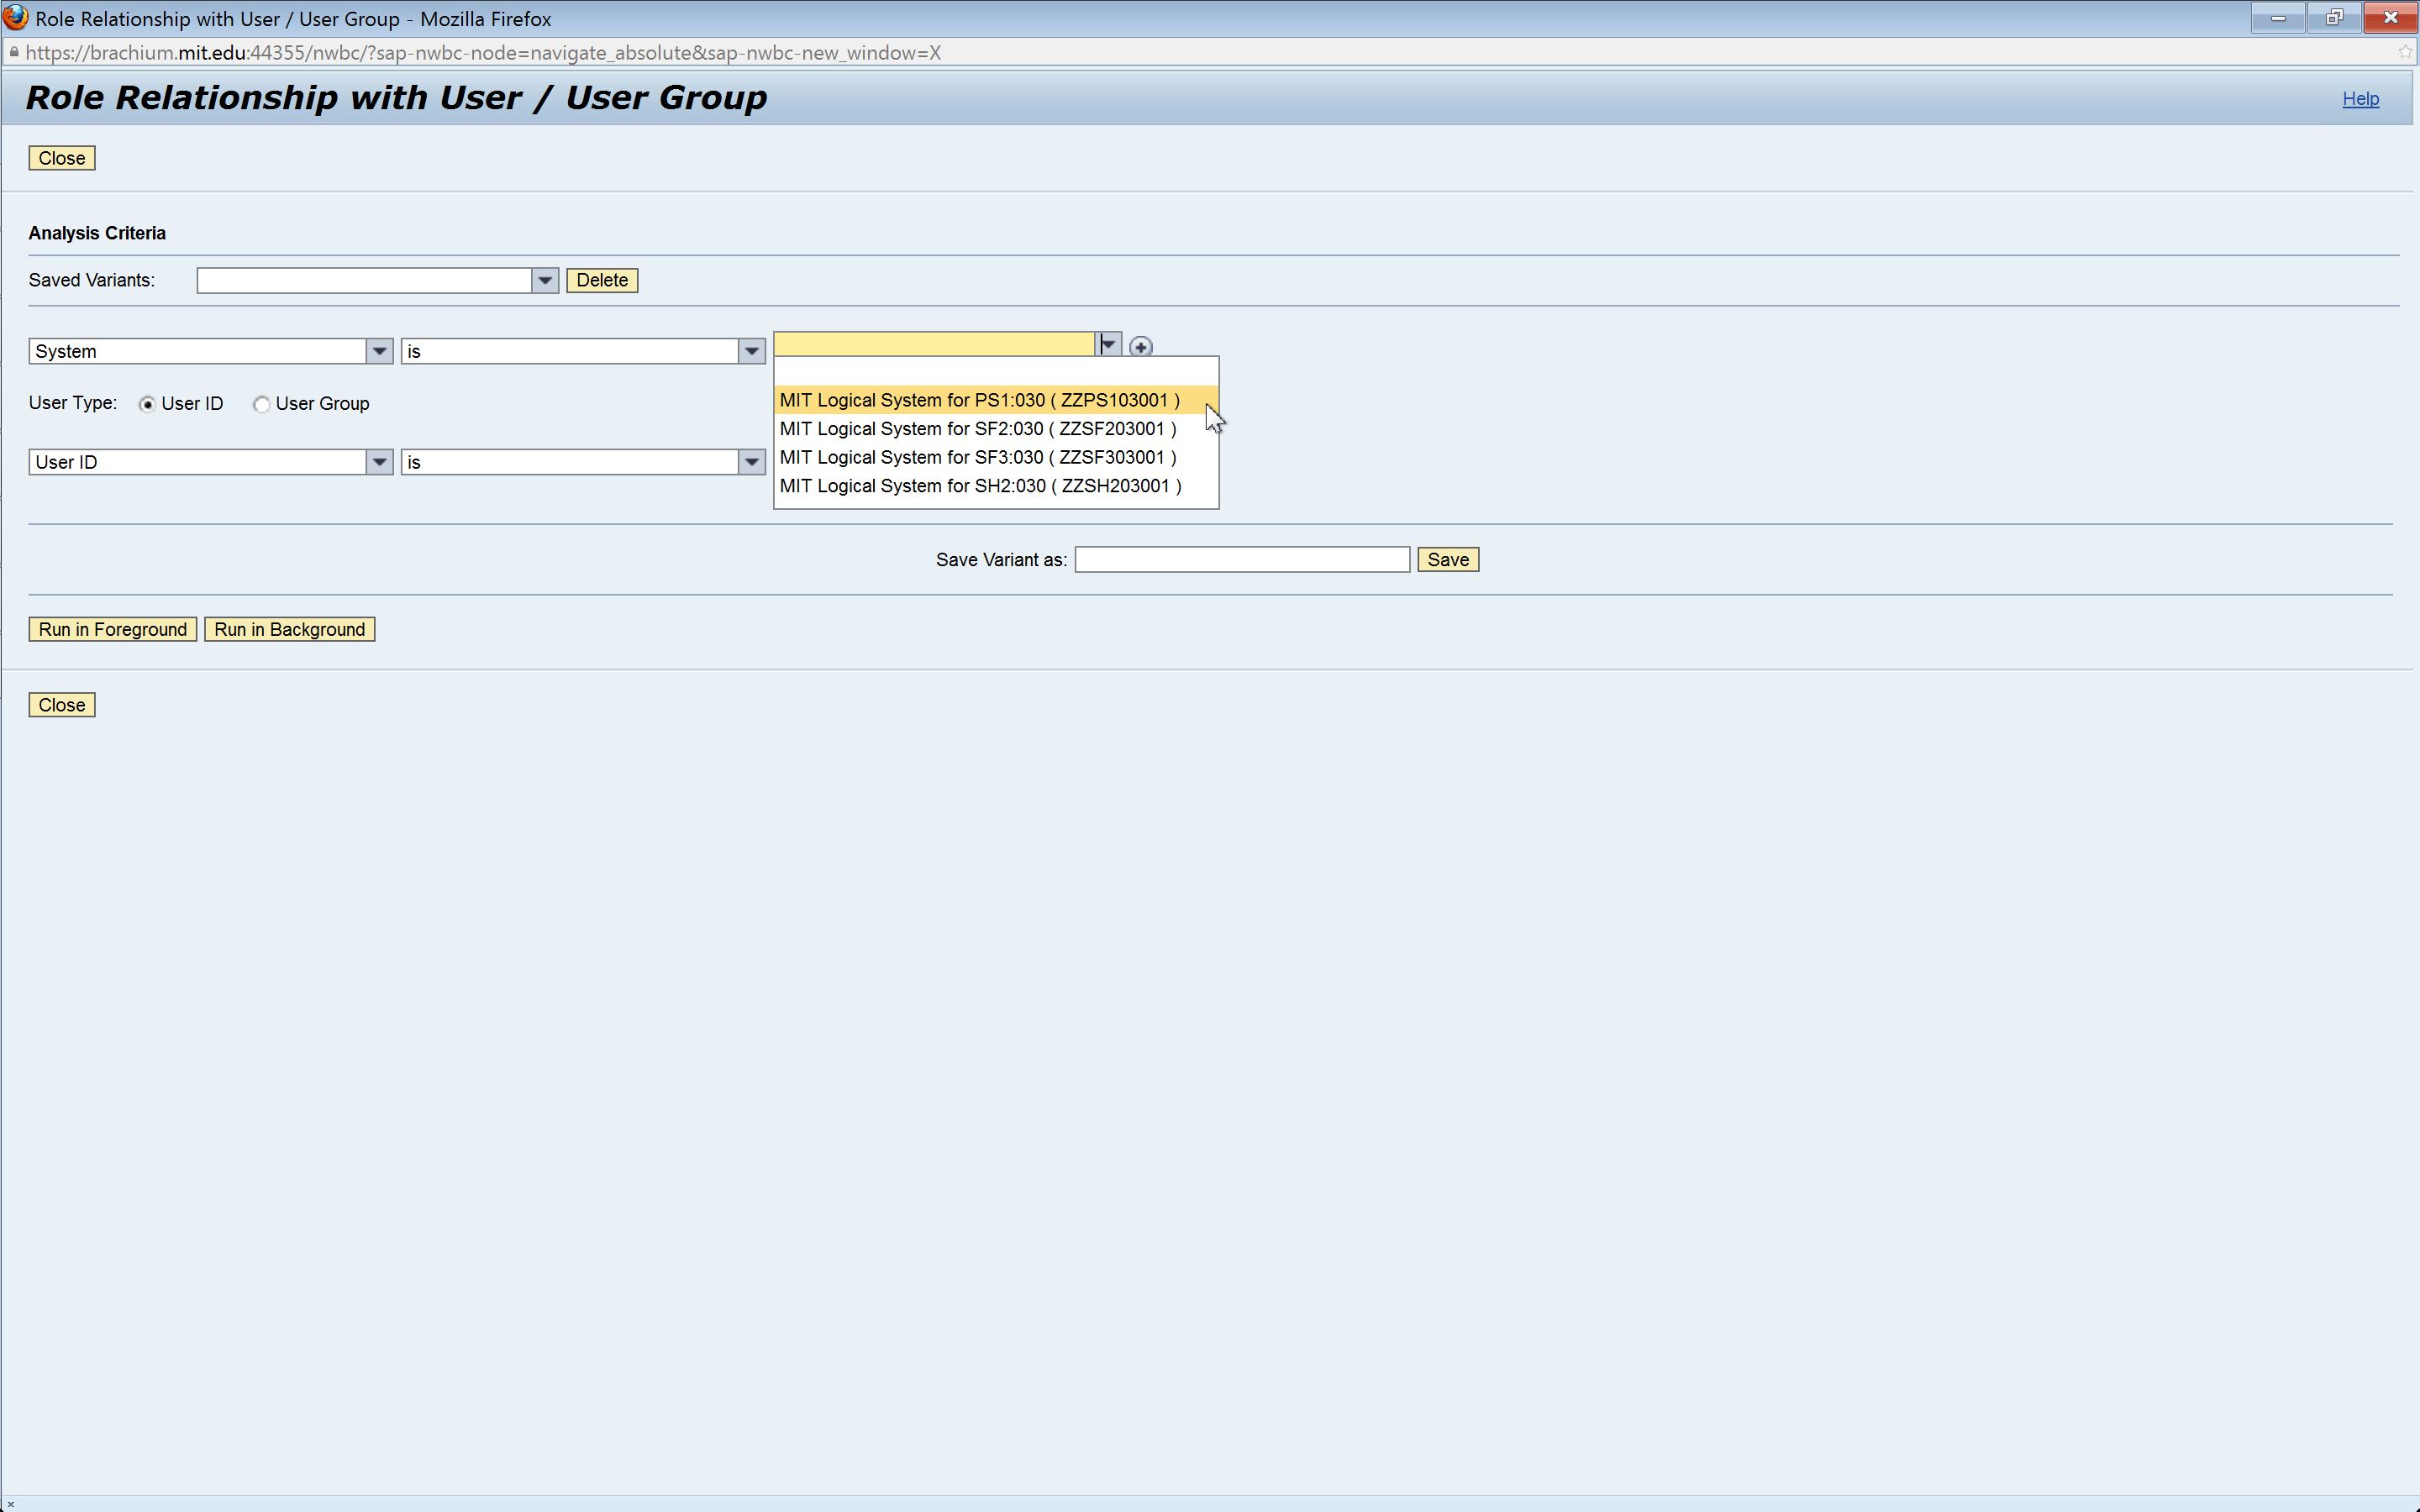 Role Relationship with User / User Group - Mozilla Firefox
https://brachium.mit.edu:44355/nwbc/?sap-nwbc-node=navigate_absolute&sap-nwbc-new_window=X
Role Relationship with User / User Group
Help
Close
Analysis Criteria
Saved Variants:
Delete
System
is
MIT Logical System for PS1:030 ( ZZPS103001 )
User Type: User ID User Group
MIT Logical System for SF2:030 ( ZZSF203001 )
MIT Logical System for SF3:030 ( ZZSF303001 )
User ID
is
MIT Logical System for SH2:030 ( ZZSH203001 )
Save Variant as:
Save
Run in Foreground
Run in Background
Close